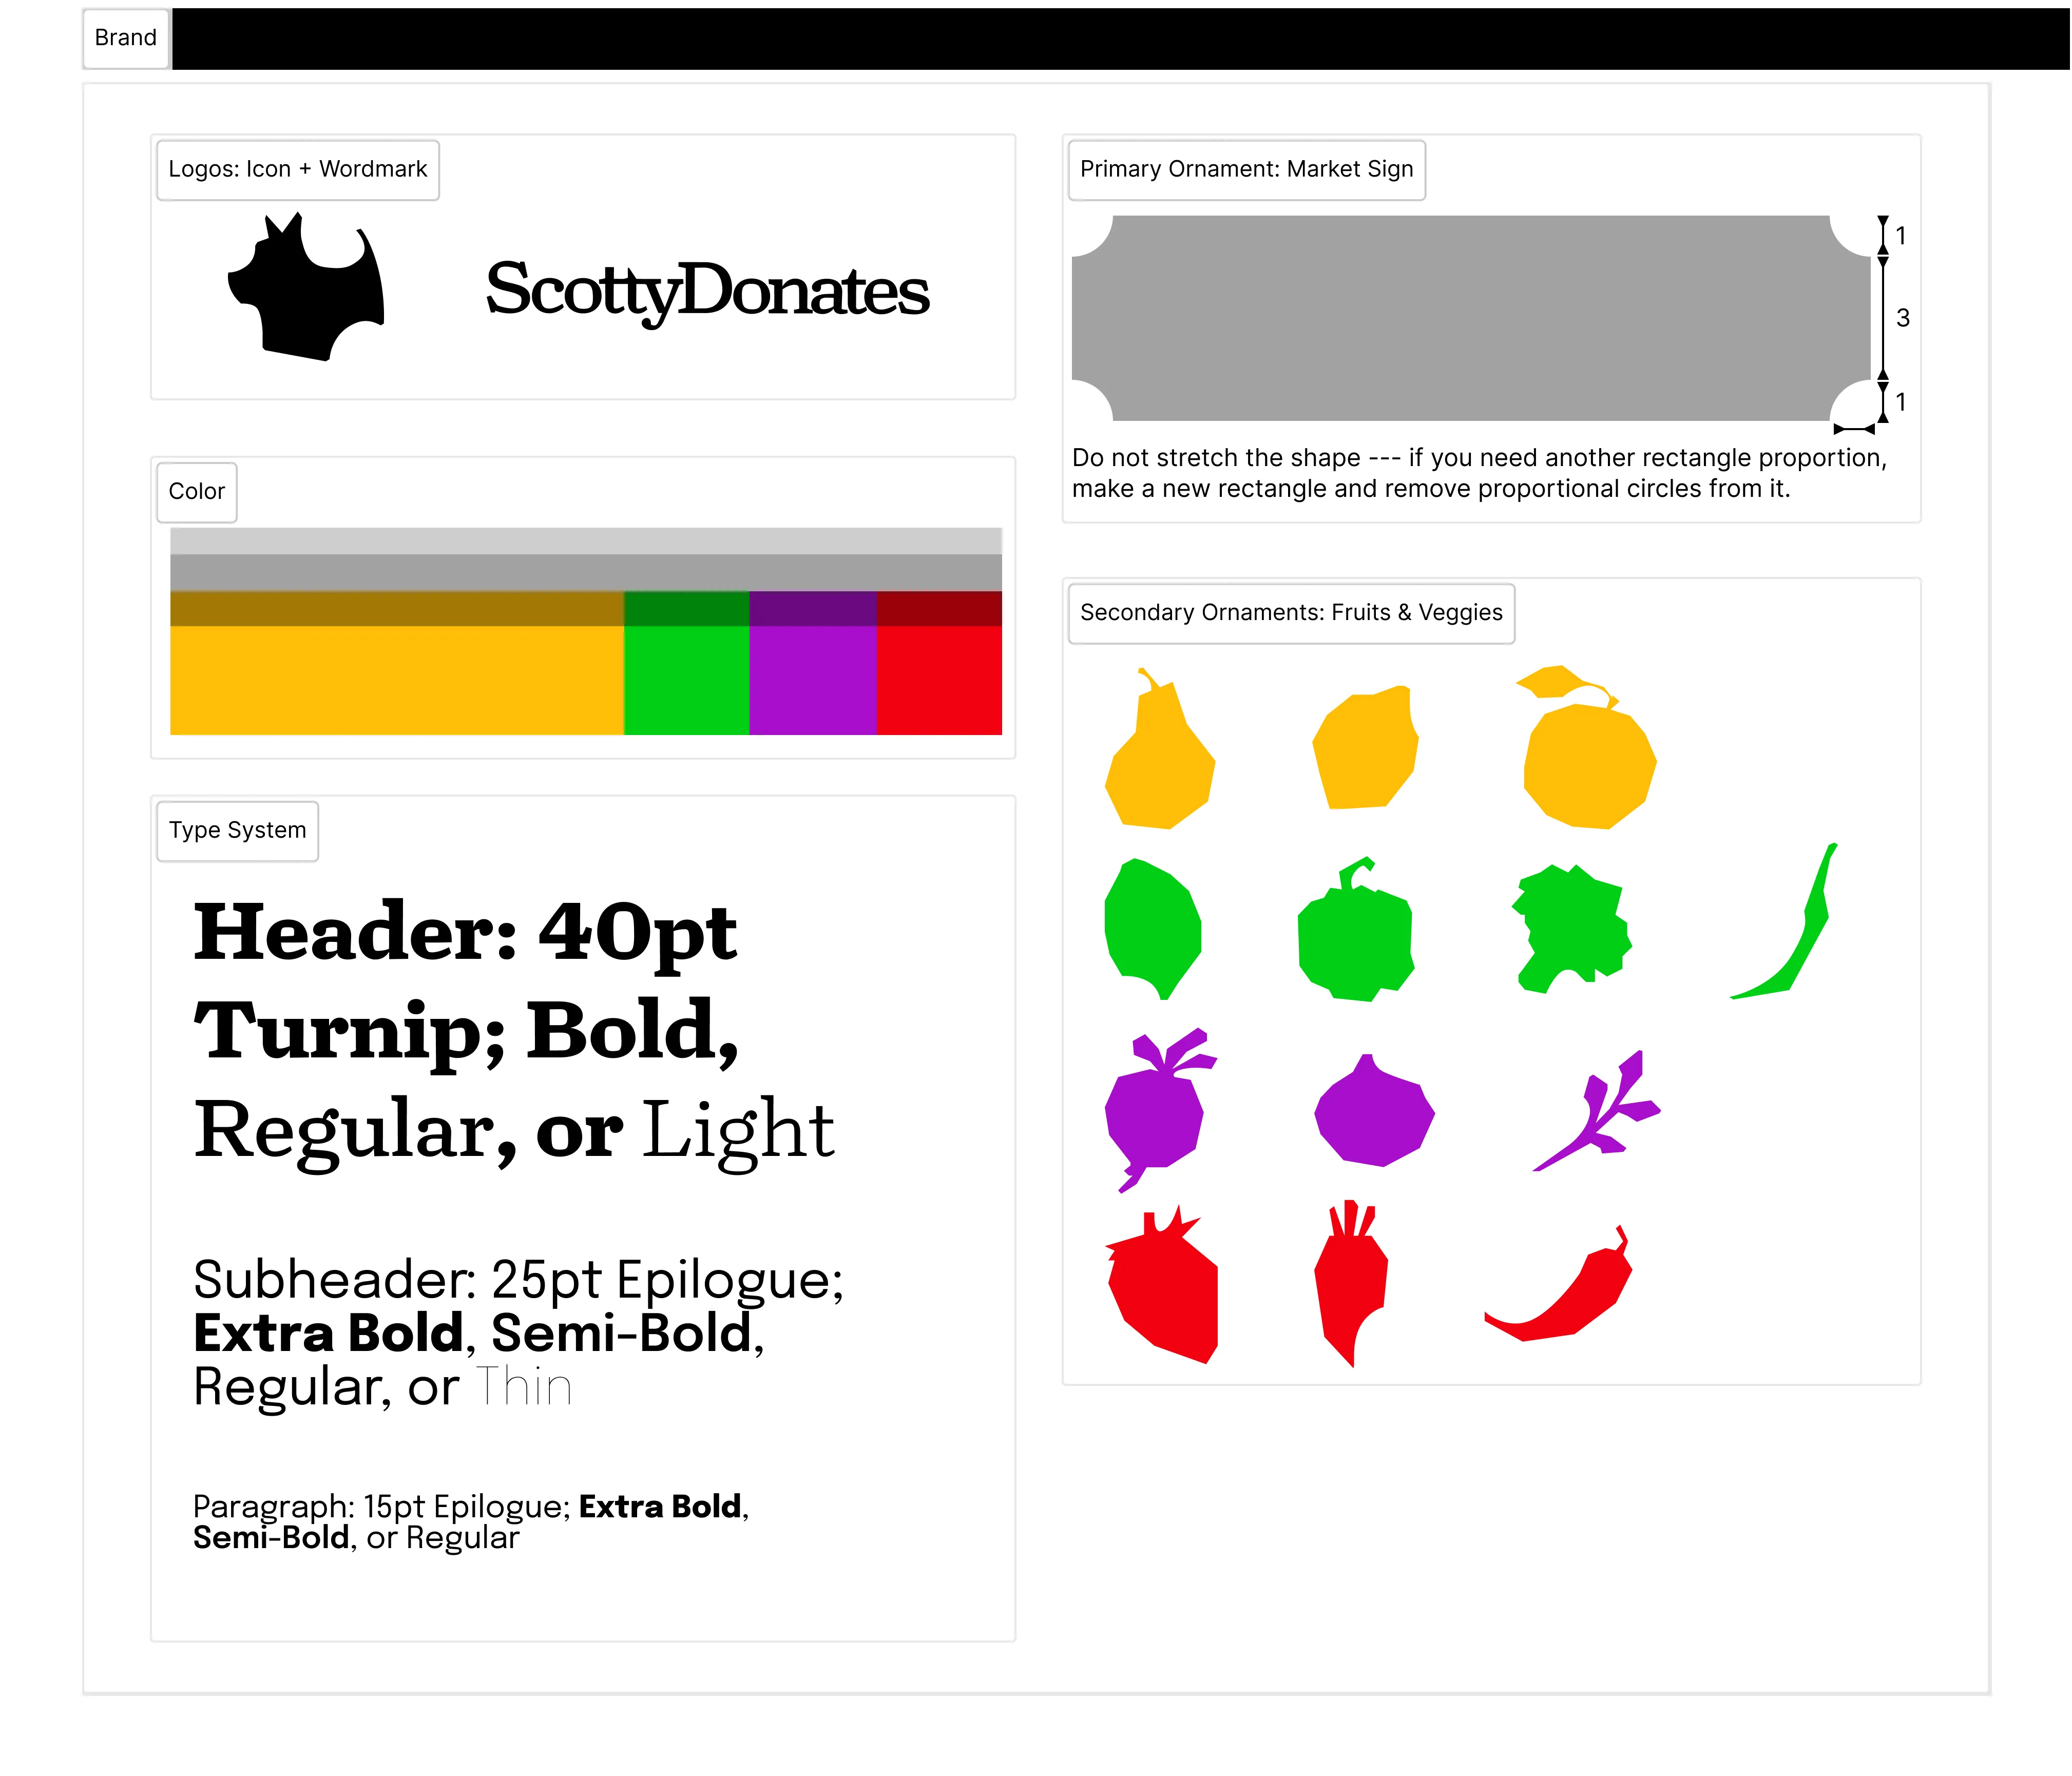 Brand
Logos: Icon + Wordmark
ScottyDonates
Color
Type System
Header: 40pt
Turnip; Bold,
Regular, or Light
Subheader: 25pt Epilogue;
Extra Bold, Semi-Bold,
Regular, or Thin
Paragraph: 15pt Epilogue; Extra Bold,
Semi-Bold, or Regular
Primary Ornament: Market Sign
1
3
1
Do not stretch the shape --- if you need another rectangle proportion,
make a new rectangle and remove proportional circles from it.
Secondary Ornaments: Fruits & Veggies